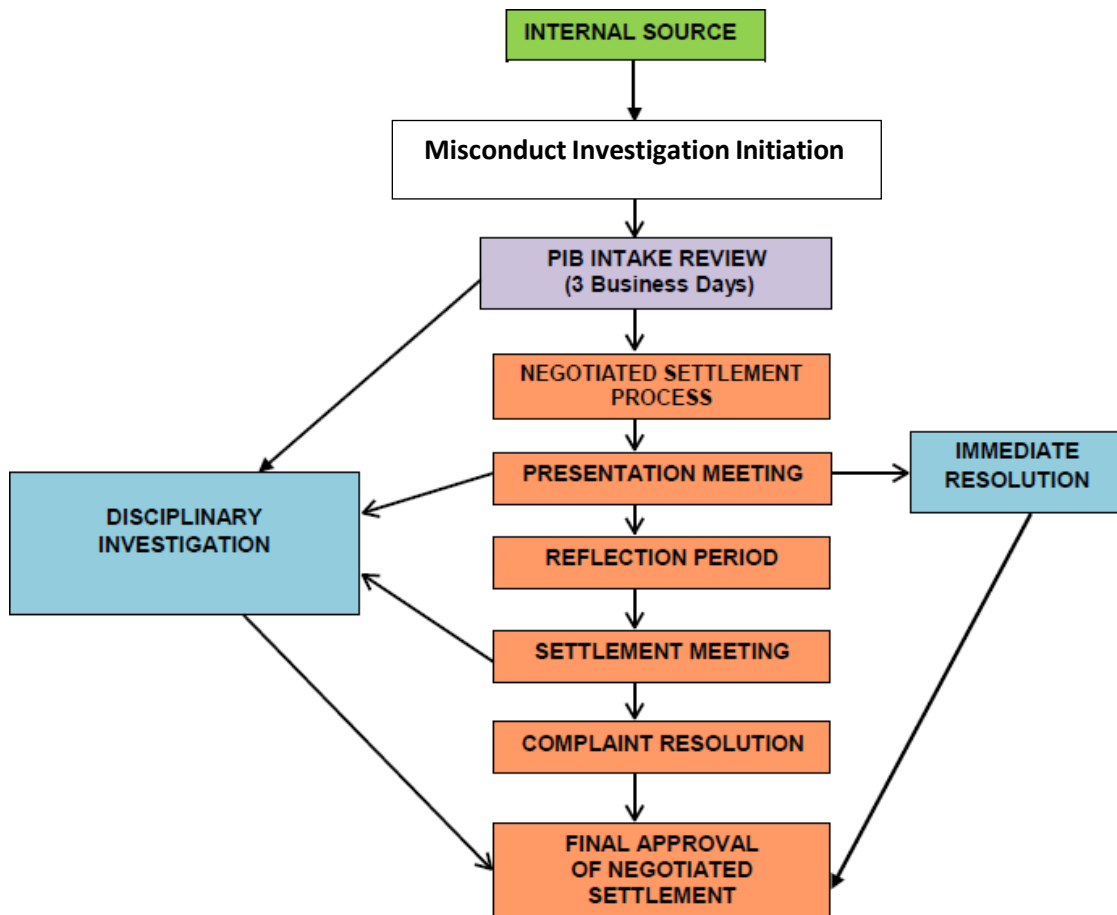 INTERNAL SOURCE
Misconduct Investigation Initiation
PIB INTAKE REVIEW
(3 Business Days)
NEGOTIATED SETTLEMENT
PROCESS
PRESENTATION MEETING
IMMEDIATE
RESOLUTION
DISCIPLINARY
INVESTIGATION
REFLECTION PERIOD
SETTLEMENT MEETING
COMPLAINT RESOLUTION
FINAL APPROVAL
OF NEGOTIATED
SETTLEMENT